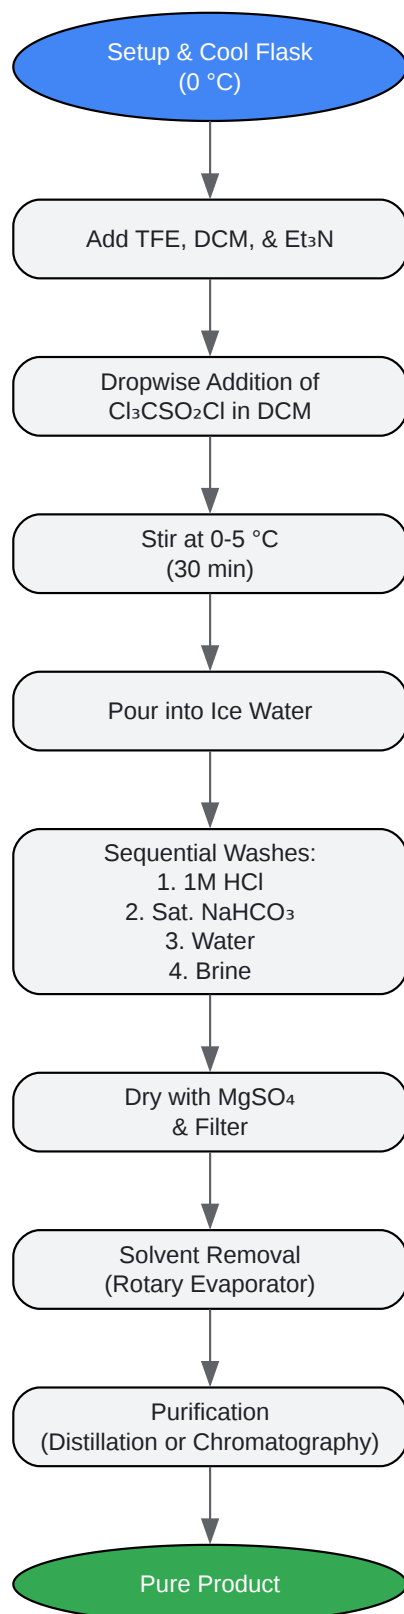 Setup & Cool Flask
(0 °C)
Add TFE, DCM, & Et₃N
Dropwise Addition of
Cl₃CSO₂Cl in DCM
Stir at 0-5 °C
(30 min)
Pour into Ice Water
Sequential Washes:
1. 1M HCl
2. Sat. NaHCO₃
3. Water
4. Brine
Dry with MgSO₄
& Filter
Solvent Removal
(Rotary Evaporator)
Purification
(Distillation or Chromatography)
Pure Product